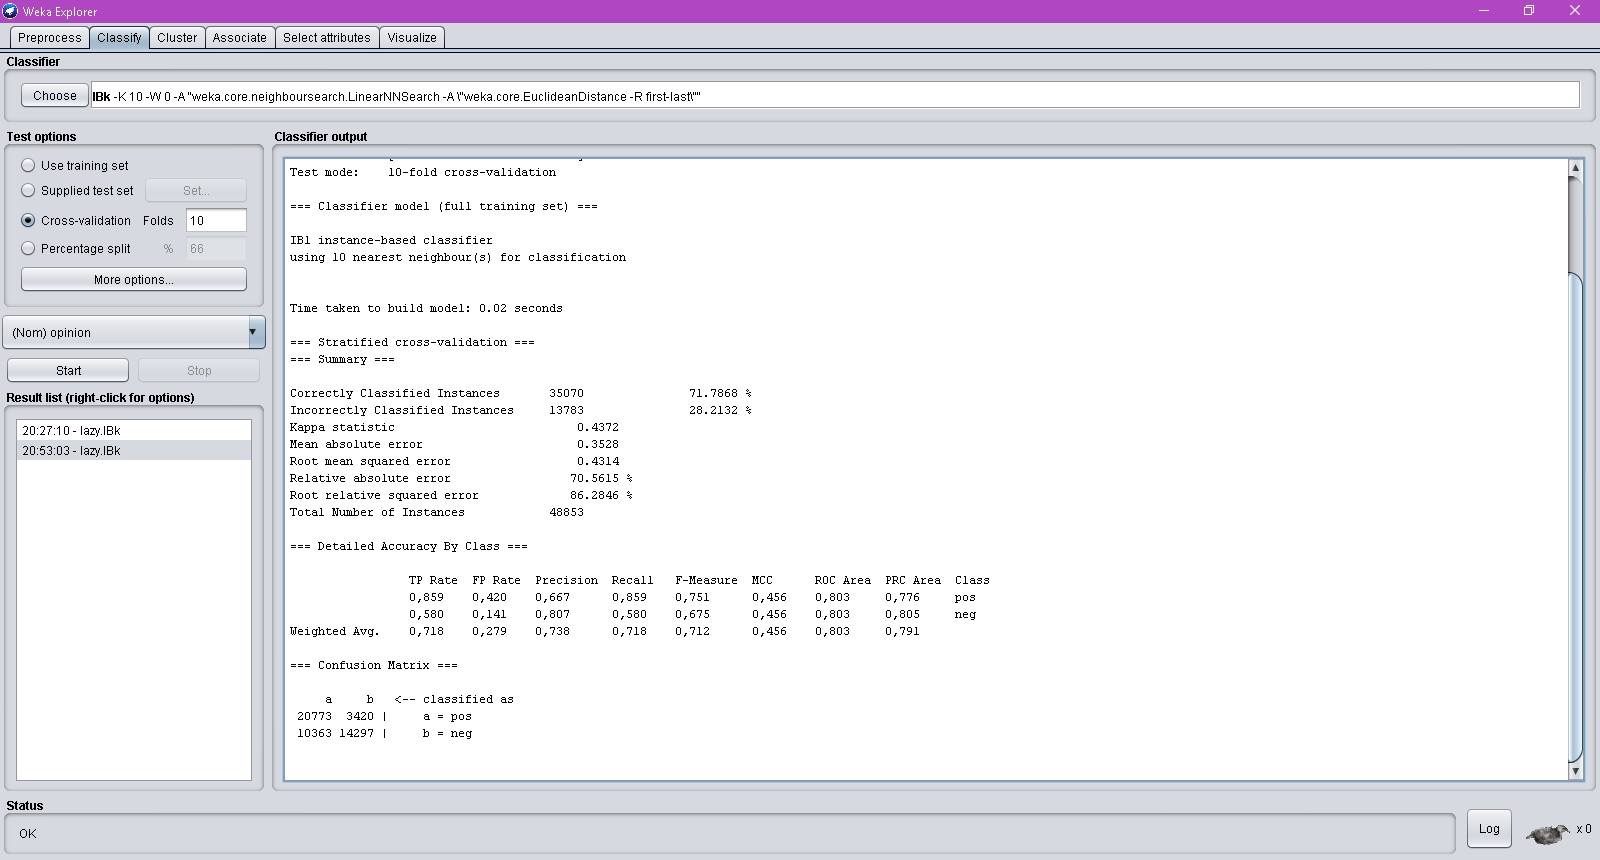 Weka Explorer
Preprocess Classify Cluster Associate Select attributes Visualize
Classifier
Choose IBk -K 10 -W 0 -A "weka.core.neighboursearch.LinearNNSearch -A \"weka.core.EuclideanDistance -R first-last\""
Test options
Use training set
Supplied test set Set...
Cross-validation Folds 10
Percentage split % 66
More options...
(Nom) opinion
Start Stop
Result list (right-click for options)
20:27:10 - lazy.IBk
20:53:03 - lazy.IBk
Classifier output
Test mode: 10-fold cross-validation
=== Classifier model (full training set) ===
IB1 instance-based classifier
using 10 nearest neighbour(s) for classification
Time taken to build model: 0.02 seconds
=== Stratified cross-validation ===
=== Summary ===
Correctly Classified Instances 35070 71.7868 %
Incorrectly Classified Instances 13783 28.2132 %
Kappa statistic 0.4372
Mean absolute error 0.3528
Root mean squared error 0.4314
Relative absolute error 70.5615 %
Root relative squared error 86.2846 %
Total Number of Instances 48853
=== Detailed Accuracy By Class ===
TP Rate FP Rate Precision Recall F-Measure MCC ROC Area PRC Area Class
0,859 0,420 0,667 0,859 0,751 0,456 0,803 0,776 pos
0,580 0,141 0,807 0,580 0,675 0,456 0,803 0,805 neg
Weighted Avg. 0,718 0,279 0,738 0,718 0,712 0,456 0,803 0,791
=== Confusion Matrix ===
a b <-- classified as
20773 3420 | a = pos
10363 14297 | b = neg
Status
OK
Log x 0